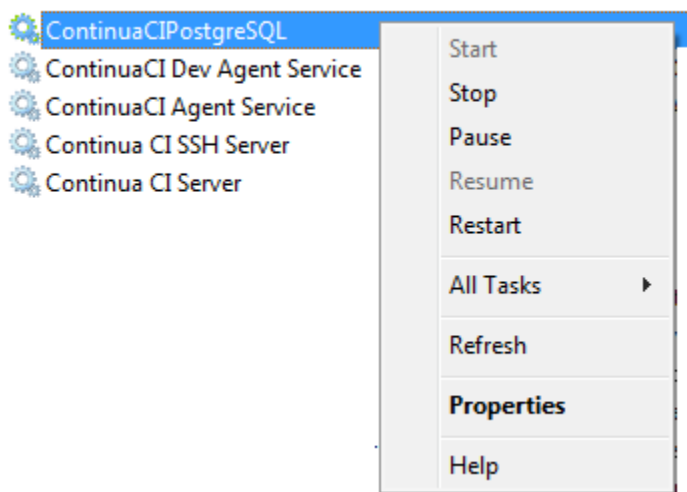 ContinuaCIPostgreSQL
ContinuaCI Dev Agent Service
ContinuaCI Agent Service
Continua CI SSH Server
Continua CI Server
Start
Stop
Pause
Resume
Restart
All Tasks
Refresh
Properties
Help